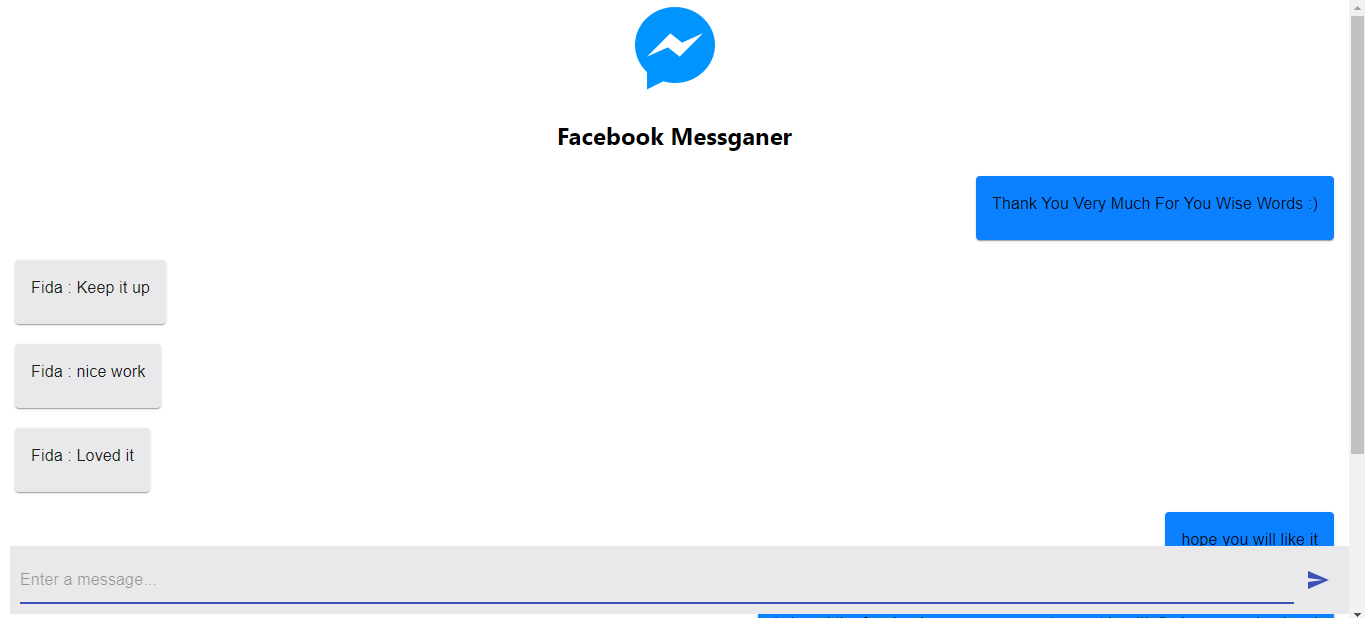 Facebook Messganer
Thank You Very Much For You Wise Words :)
Fida : Keep it up
Fida : nice work
Fida : Loved it
hope you will like it
Enter a message...